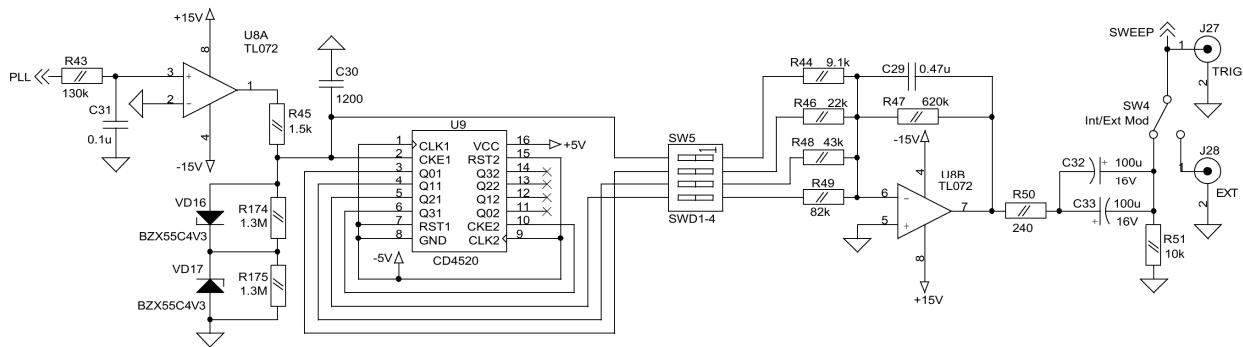 +15V
U8A
TL072
8
R43
PLL
3
+
1
130k
2
−
C31
0.1u
4
-15V
R45
1.5k
C30
1200
U9
1 CLK1 VCC 16 +5V
2 CKE1 RST2 15
3 Q01 Q32 14
4 Q11 Q22 13
5 Q21 Q12 12
6 Q31 Q02 11
7 RST1 CKE2 10
8 GND CLK2 9
-5V
CD4520
VD16
BZX55C4V3
R174
1.3M
VD17
BZX55C4V3
R175
1.3M
SW5
SWD1-4
R44 9.1k
R46 22k
R48 43k
R49
82k
C29 0.47u
R47 620k
-15V
4
U8B
TL072
6
−
7
5
+
8
+15V
R50
240
C32 + 100u
16V
C33 100u
+ 16V
R51
10k
SWEEP
J27
1
TRIG
2
SW4
Int/Ext Mod
J28
1
EXT
2